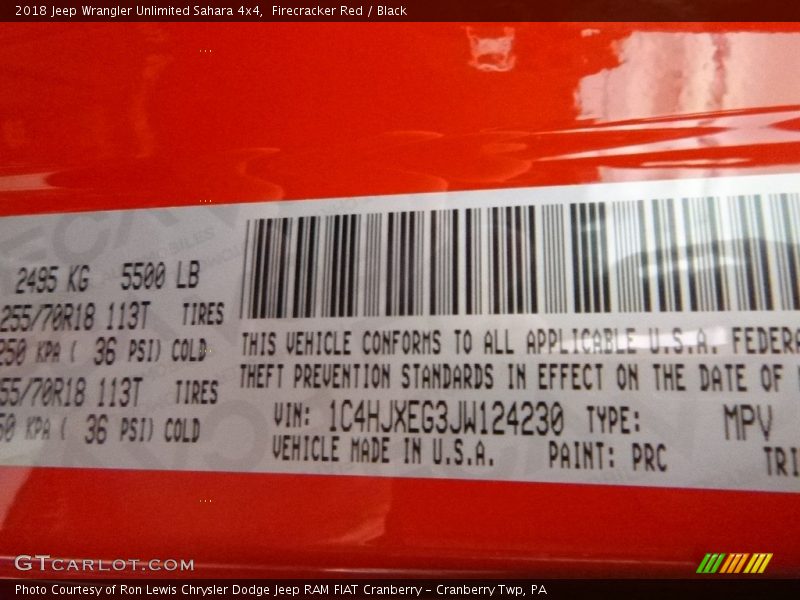 2018 Jeep Wrangler Unlimited Sahara 4x4, Firecracker Red / Black
2495 KG 5500 LB
255/70R18 113T TIRES
250 KPA ( 36 PSI) COLD
55/70R18 113T TIRES
50 KPA ( 36 PSI) COLD
THIS VEHICLE CONFORMS TO ALL APPLICABLE U.S.A. FEDERA
THEFT PREVENTION STANDARDS IN EFFECT ON THE DATE OF
VIN: 1C4HJXEG3JW124230 TYPE: MPV
VEHICLE MADE IN U.S.A. PAINT: PRC TRI
GTCARLOT.COM
Photo Courtesy of Ron Lewis Chrysler Dodge Jeep RAM FIAT Cranberry - Cranberry Twp, PA